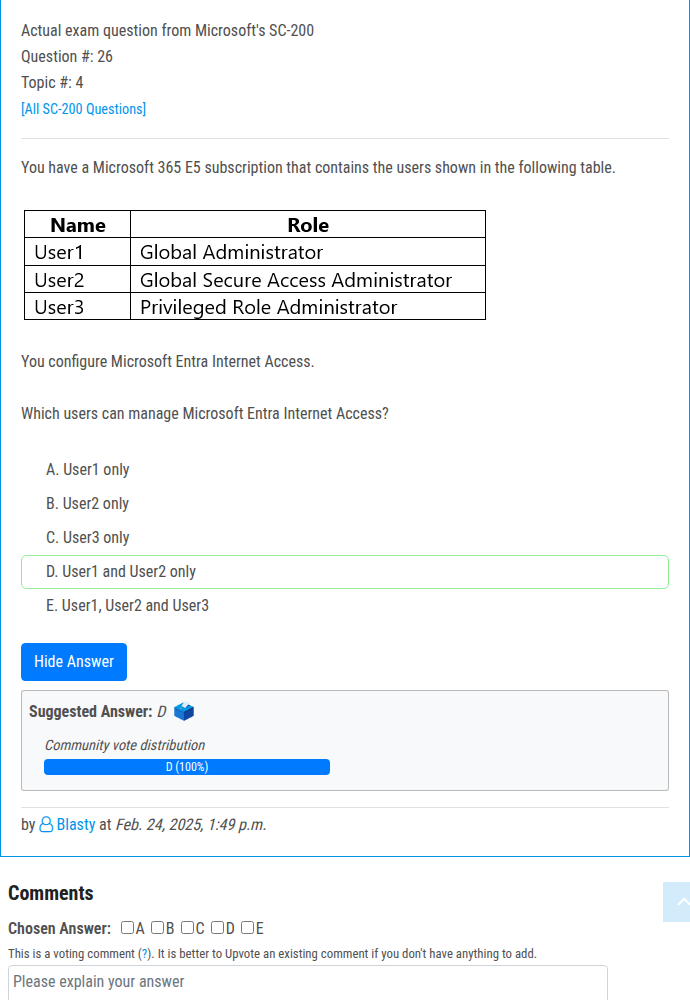 Actual exam question from Microsoft's SC-200
Question #: 26
Topic #: 4
[All SC-200 Questions]
You have a Microsoft 365 E5 subscription that contains the users shown in the following table.
Name Role
User1 Global Administrator
User2 Global Secure Access Administrator
User3 Privileged Role Administrator
You configure Microsoft Entra Internet Access.
Which users can manage Microsoft Entra Internet Access?
A. User1 only
B. User2 only
C. User3 only
D. User1 and User2 only
E. User1, User2 and User3
Hide Answer
Suggested Answer: D
Community vote distribution
D (100%)
by Blasty at Feb. 24, 2025, 1:49 p.m.
Comments
Chosen Answer: A B C D E
This is a voting comment (?). It is better to Upvote an existing comment if you don't have anything to add.
Please explain your answer